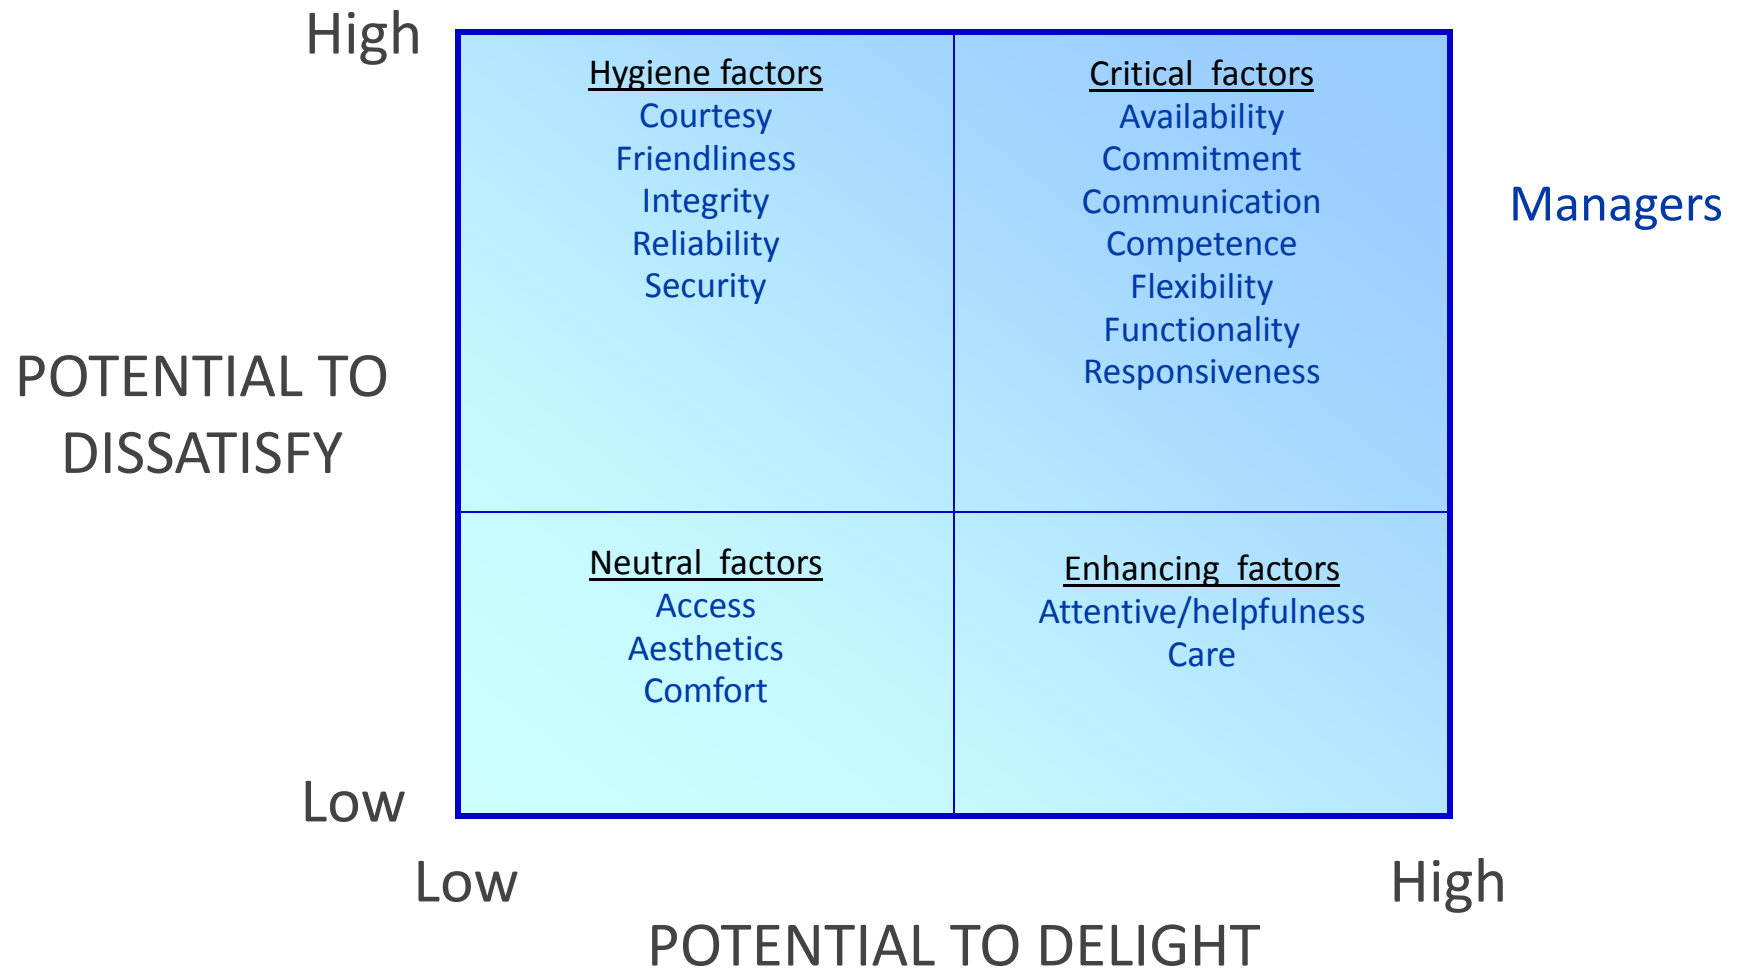 High
Hygiene factors
Courtesy
Friendliness
Integrity
Reliability
Security
Critical factors
Availability
Commitment
Communication
Competence
Flexibility
Functionality
Responsiveness
Managers
POTENTIAL TO
DISSATISFY
Neutral factors
Access
Aesthetics
Comfort
Enhancing factors
Attentive/helpfulness
Care
Low
Low
High
POTENTIAL TO DELIGHT